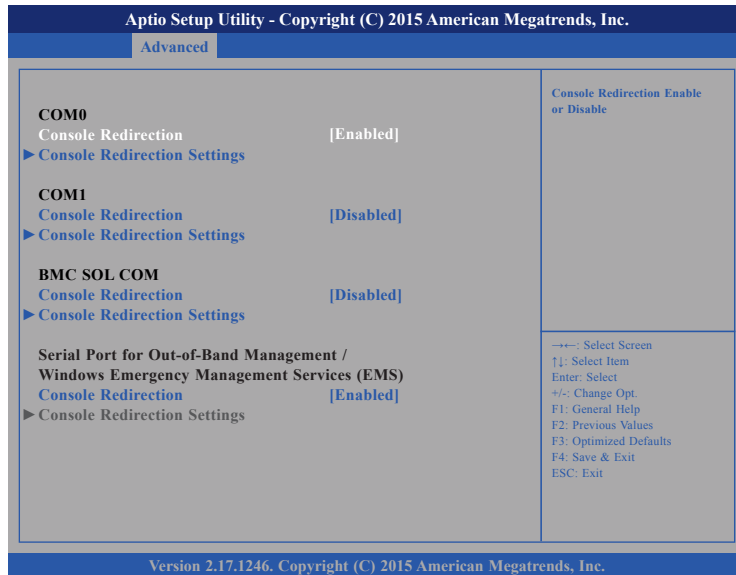 Aptio Setup Utility - Copyright (C) 2015 American Megatrends, Inc.
Advanced
COM0
Console Redirection [Enabled]
►Console Redirection Settings
COM1
Console Redirection [Disabled]
►Console Redirection Settings
BMC SOL COM
Console Redirection [Disabled]
►Console Redirection Settings
Serial Port for Out-of-Band Management /
Windows Emergency Management Services (EMS)
Console Redirection [Enabled]
►Console Redirection Settings
Console Redirection Enable
or Disable
→←: Select Screen
↑↓: Select Item
Enter: Select
+/-: Change Opt.
F1: General Help
F2: Previous Values
F3: Optimized Defaults
F4: Save & Exit
ESC: Exit
Version 2.17.1246. Copyright (C) 2015 American Megatrends, Inc.